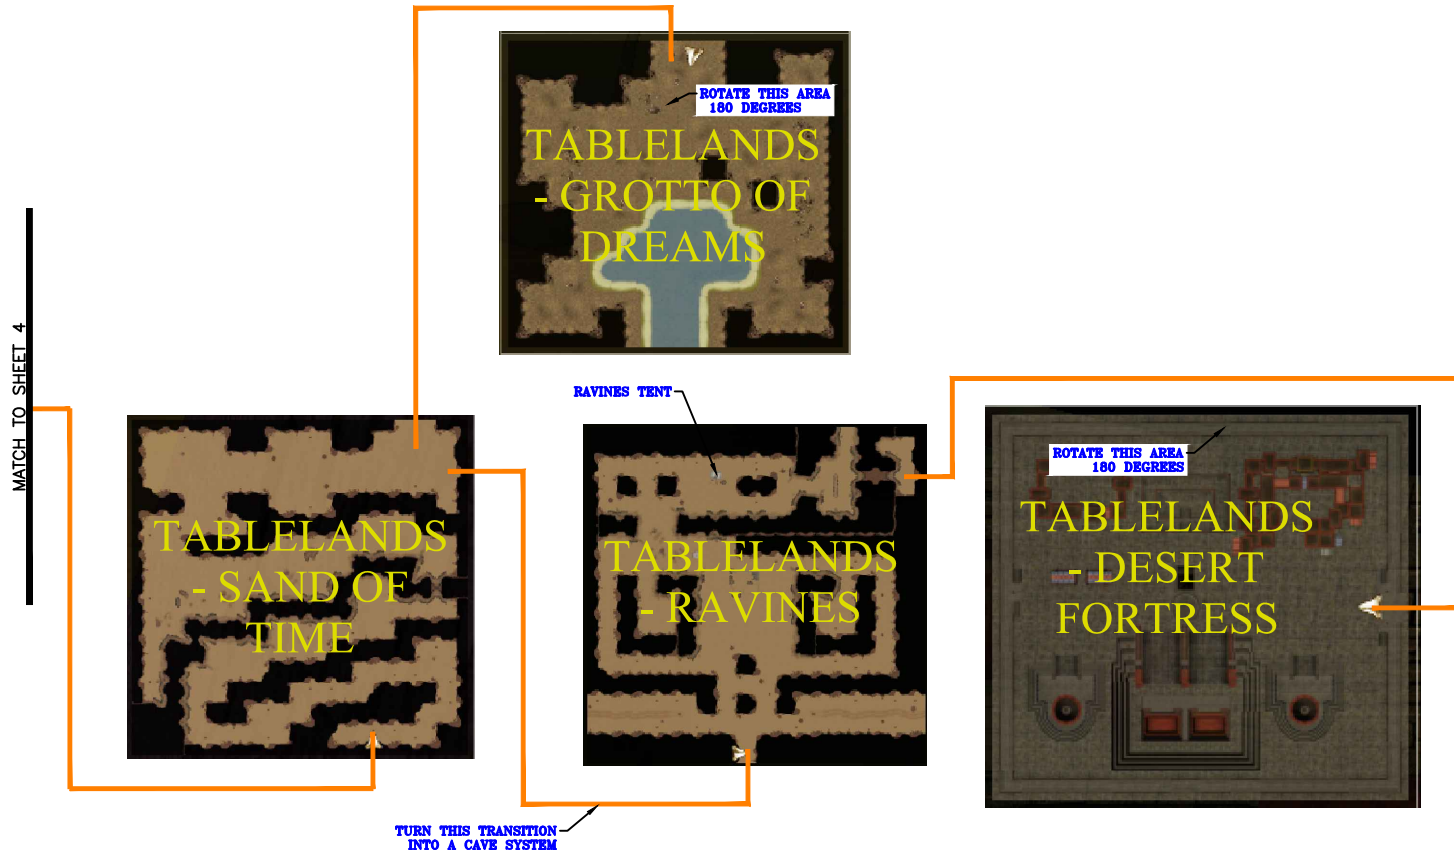 ROTATE THIS AREA
180 DEGREES
TABLELANDS
- GROTTO OF
DREAMS
MATCH TO SHEET 4
RAVINES TENT
ROTATE THIS AREA
180 DEGREES
TABLELANDS
- SAND OF
TIME
TABLELANDS
- RAVINES
TABLELANDS
- DESERT
FORTRESS
TURN THIS TRANSITION
INTO A CAVE SYSTEM